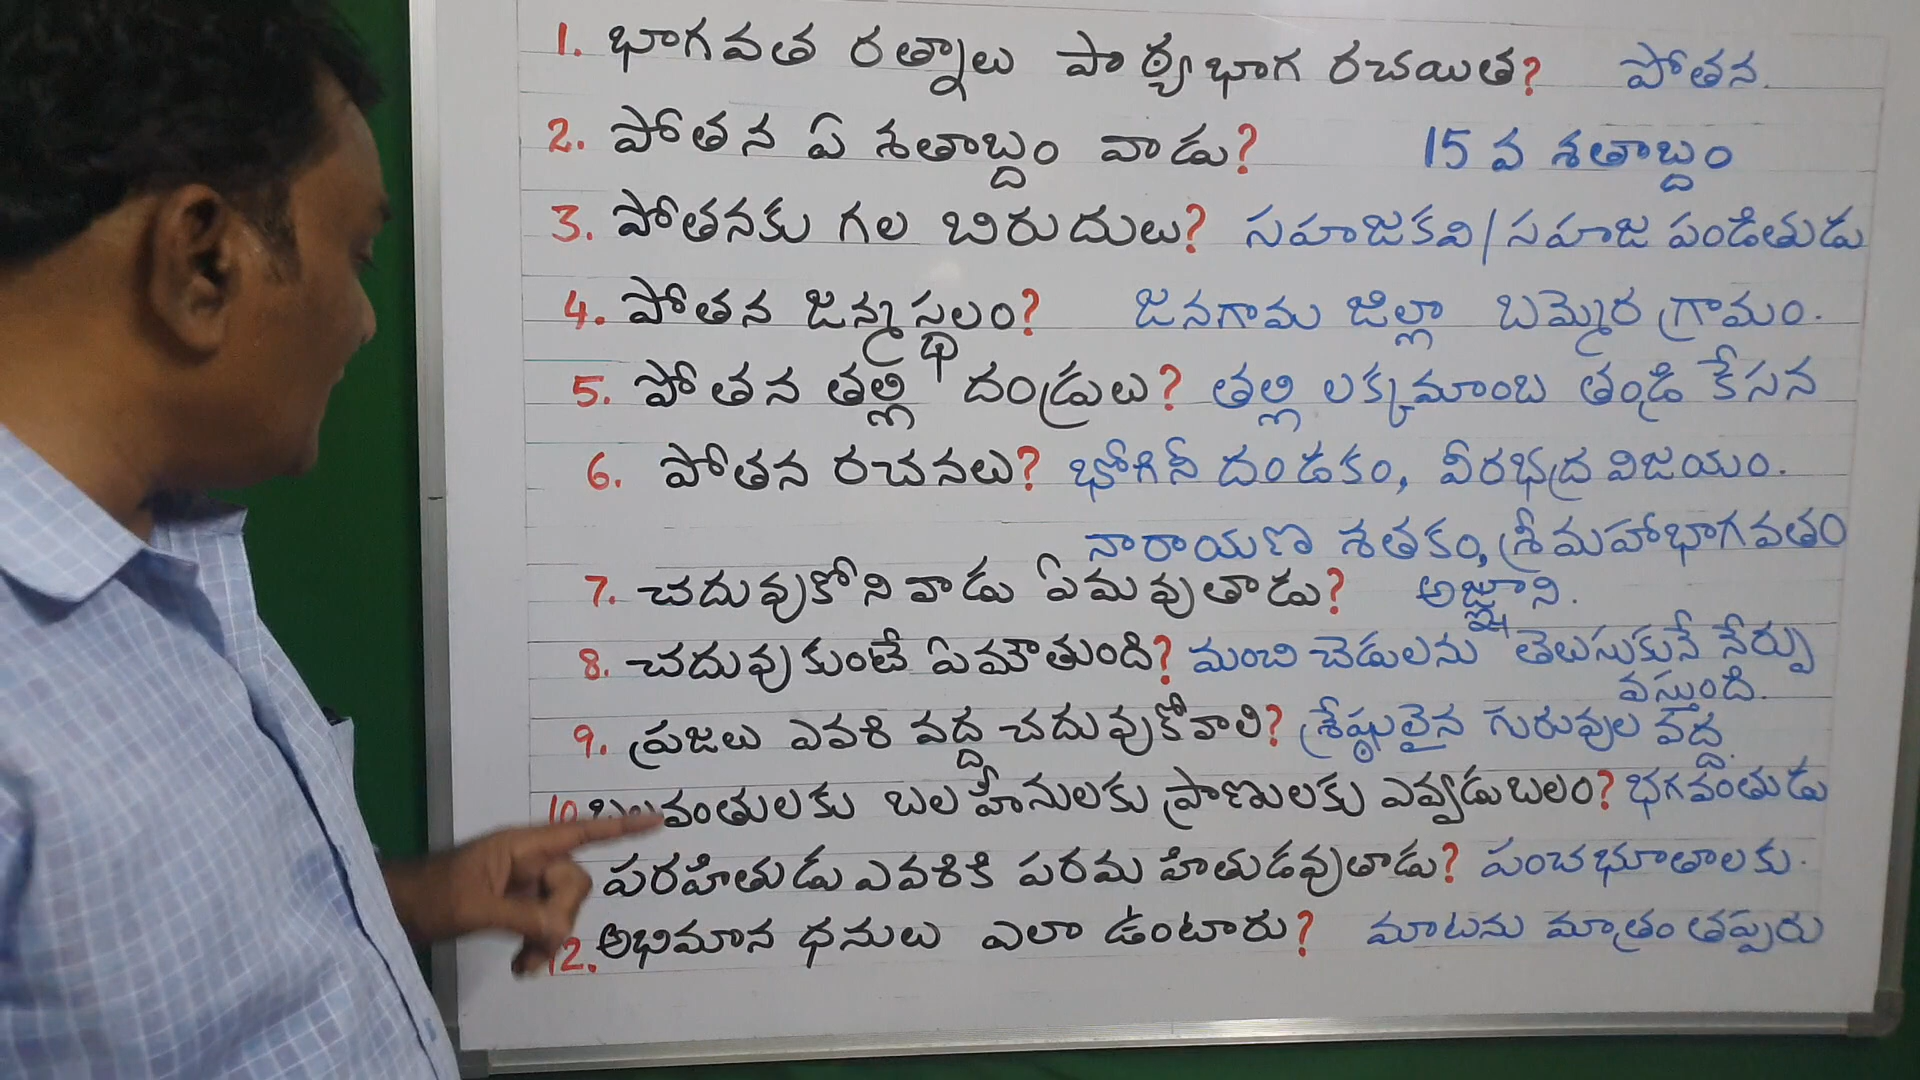 1. భాగవత రత్నాలు పాఠ్యభాగ రచయిత? పోతన.
2. పోతన ఏ శతాబ్దం వాడు? 15 వ శతాబ్దం
3. పోతనకు గల బిరుదులు? సహజకవి/సహజ పండితుడు
4. పోతన జన్మస్థలం? జనగామ జిల్లా బమ్మెర గ్రామం.
5. పోతన తల్లి దండ్రులు? తల్లి లక్కమాంబ తండ్రి కేసన
6. పోతన రచనలు? భోగినీ దండకం, వీరభద్ర విజయం.
నారాయణ శతకం, శ్రీమహాభాగవతం
7. చదువుకోని వాడు ఏమవుతాడు? అజ్ఞాని.
8. చదువుకుంటే ఏమౌతుంది? మంచి చెడులను తెలుసుకునే నేర్పు
వస్తుంది.
9. ప్రజలు ఎవరి వద్ద చదువుకోవాలి? శ్రేష్ఠులైన గురువుల వద్ద.
10 బలవంతులకు బలహీనులకు ప్రాణులకు ఎవ్వడు బలం? భగవంతుడు
పరహితుడు ఎవరికి పరమ హితుడవుతాడు? పంచభూతాలకు.
12. అభిమాన ధనులు ఎలా ఉంటారు? మాటను మాత్రం తప్పరు